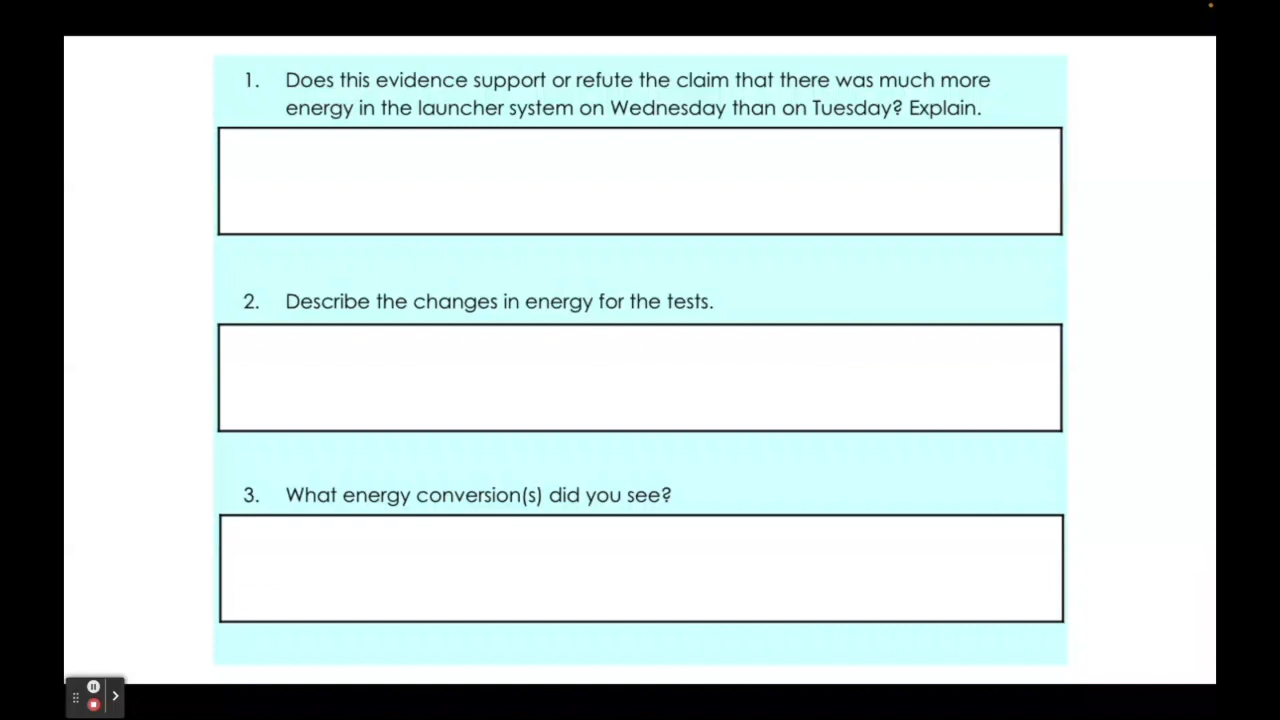 1. Does this evidence support or refute the claim that there was much more
energy in the launcher system on Wednesday than on Tuesday? Explain.
2. Describe the changes in energy for the tests.
3. What energy conversion(s) did you see?